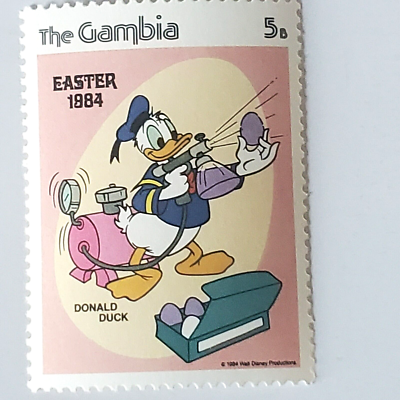 The Gambia 5B
EASTER
1984
DONALD
DUCK
© 1984 Walt Disney Productions